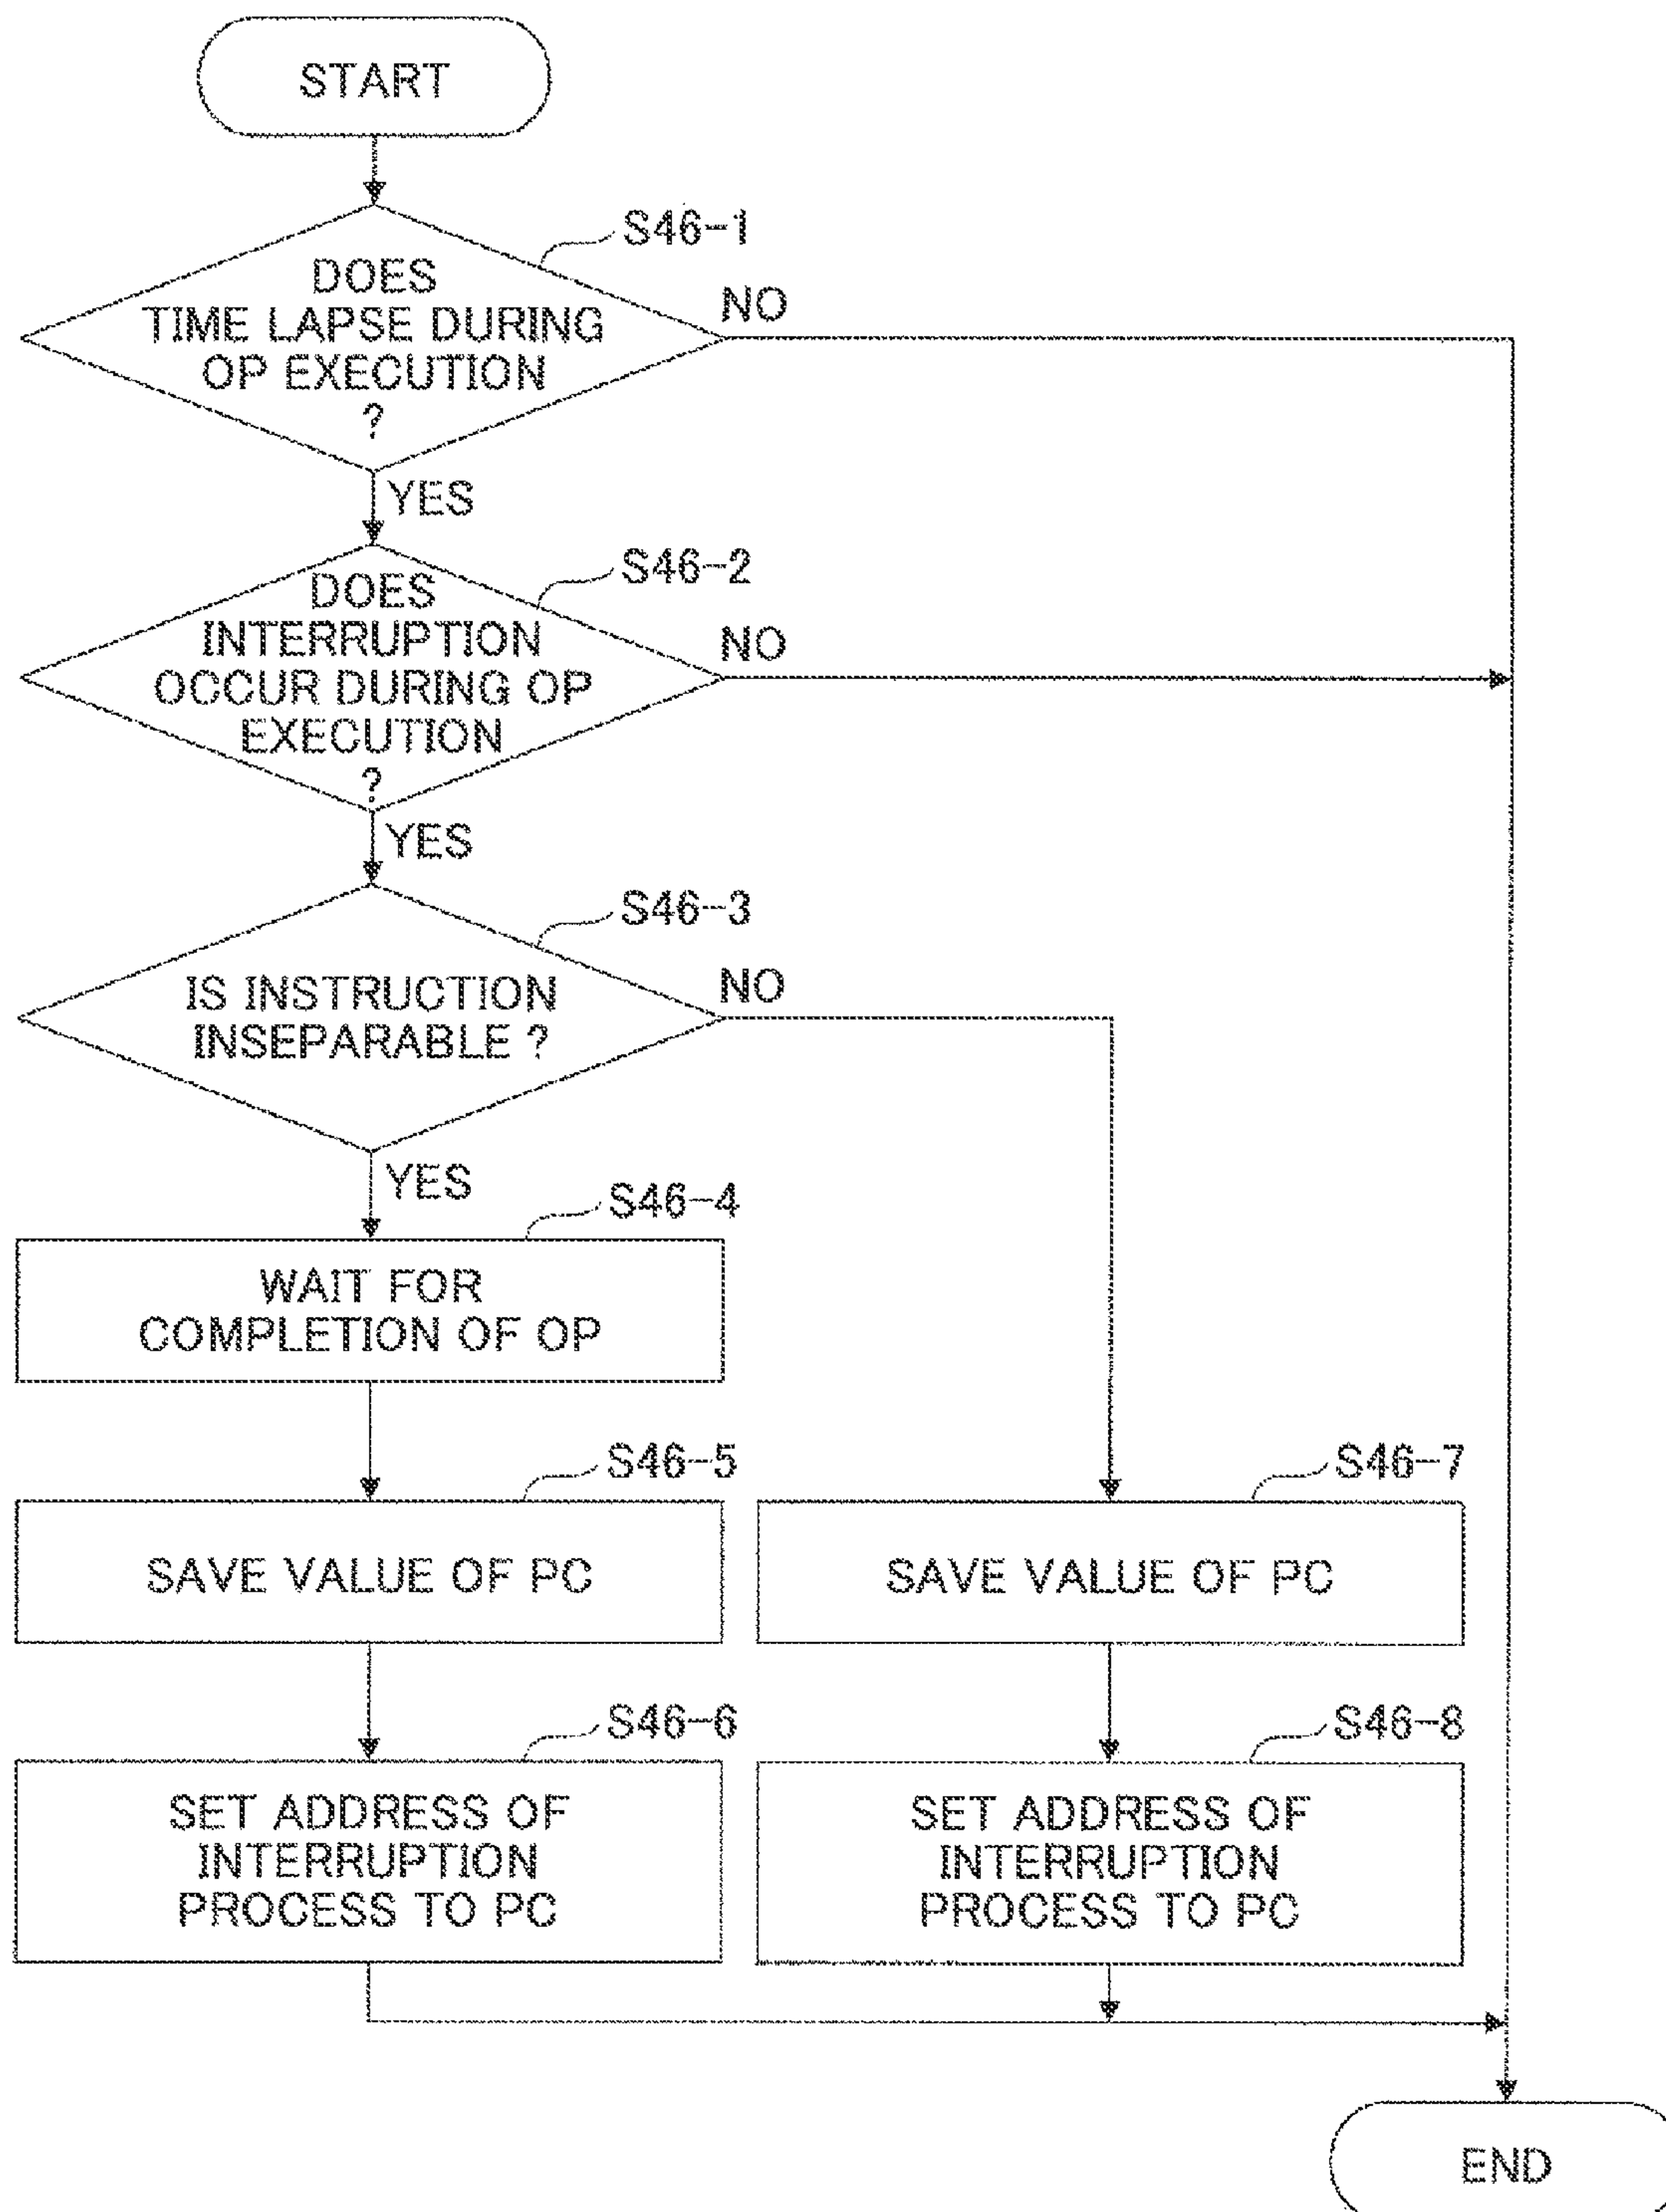 START
S46-1
DOES
TIME LAPSE DURING
OP EXECUTION
?
NO
YES
S46-2
DOES
INTERRUPTION
OCCUR DURING OP
EXECUTION
?
NO
YES
S46-3
IS INSTRUCTION
INSEPARABLE ?
NO
YES
S46-4
WAIT FOR
COMPLETION OF OP
S46-5
SAVE VALUE OF PC
S46-7
SAVE VALUE OF PC
S46-6
SET ADDRESS OF
INTERRUPTION
PROCESS TO PC
S46-8
SET ADDRESS OF
INTERRUPTION
PROCESS TO PC
END